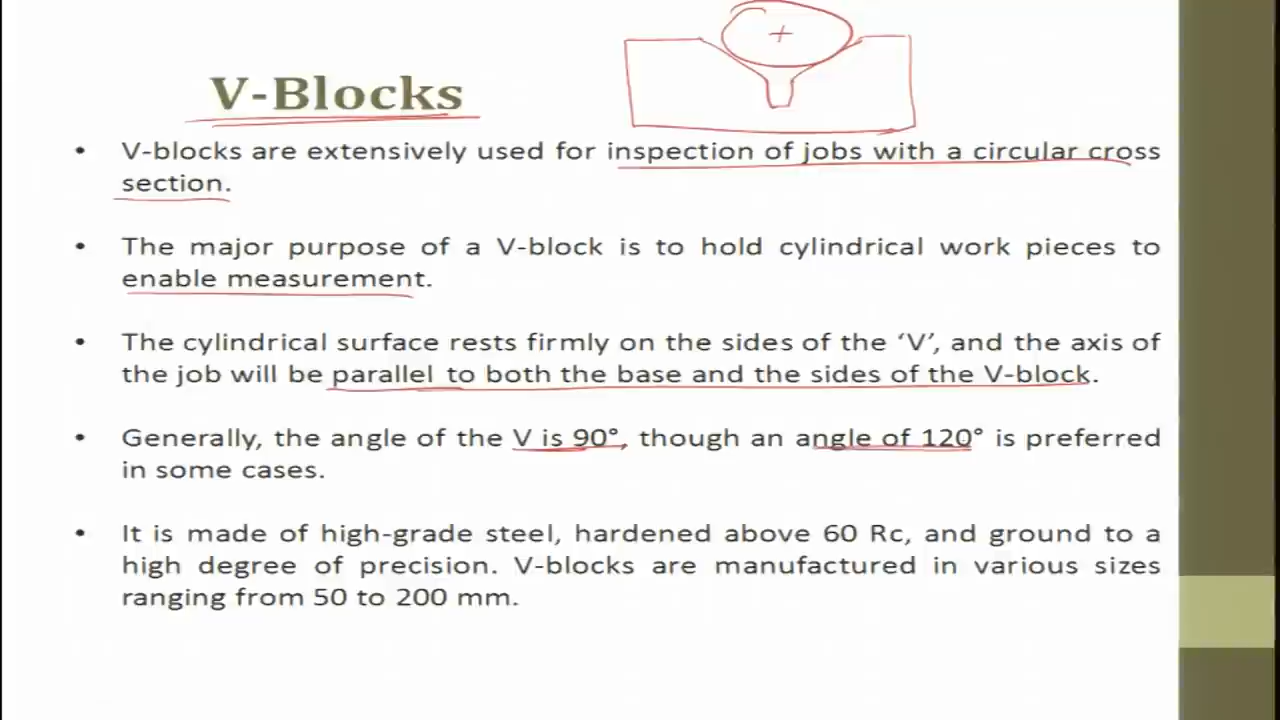 V-Blocks
• V-blocks are extensively used for inspection of jobs with a circular cross
section.
• The major purpose of a V-block is to hold cylindrical work pieces to
enable measurement.
• The cylindrical surface rests firmly on the sides of the ‘V’, and the axis of
the job will be parallel to both the base and the sides of the V-block.
• Generally, the angle of the V is 90°, though an angle of 120° is preferred
in some cases.
• It is made of high-grade steel, hardened above 60 Rc, and ground to a
high degree of precision. V-blocks are manufactured in various sizes
ranging from 50 to 200 mm.